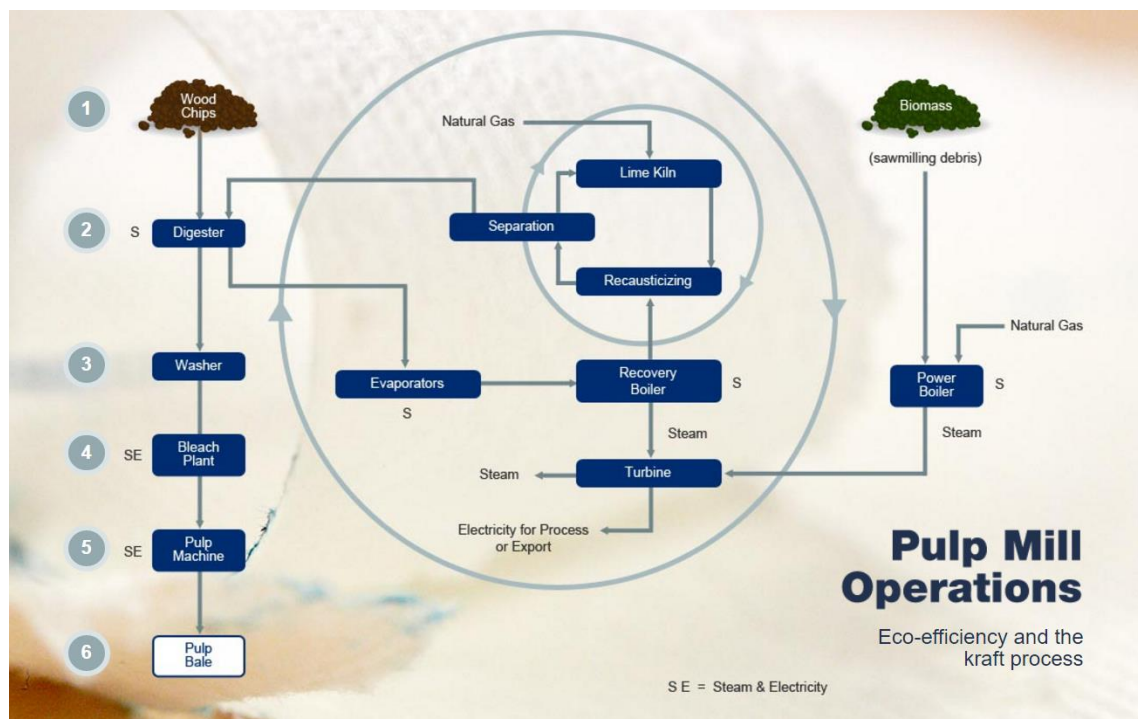 1
Wood
Chips
Natural Gas
Biomass
(sawmilling debris)
Lime Kiln
2
S
Digester
Separation
Recausticizing
Natural Gas
3
Washer
Evaporators
S
Recovery
Boiler
S
Power
Boiler
S
Steam
Steam
4
SE
Bleach
Plant
Steam
Turbine
Electricity for Process
or Export
5
SE
Pulp
Machine
Pulp Mill
Operations
Eco-efficiency and the
kraft process
6
Pulp
Bale
S E = Steam & Electricity